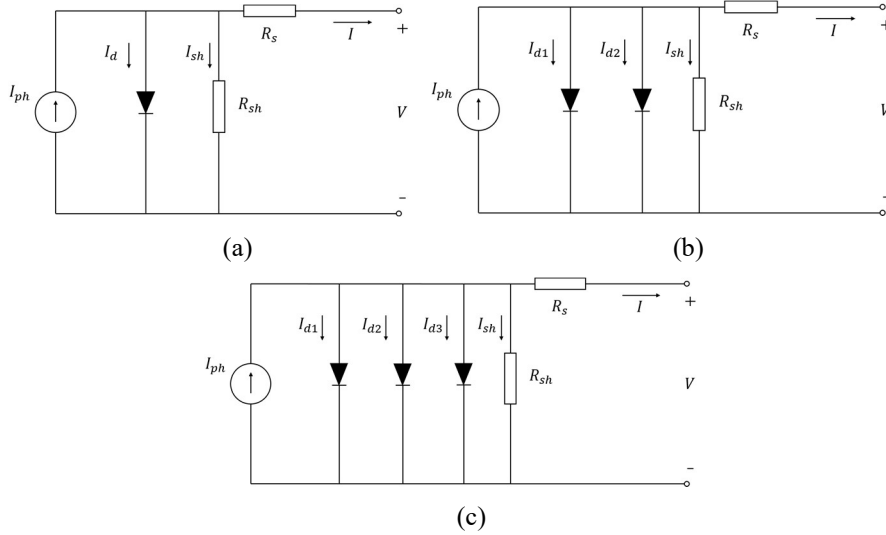 I_d I_sh R_s I +
I_ph R_sh V
-
(a)
I_d1 I_d2 I_sh R_s I +
I_ph R_sh V
-
(b)
I_d1 I_d2 I_d3 I_sh R_s I +
I_ph R_sh V
-
(c)